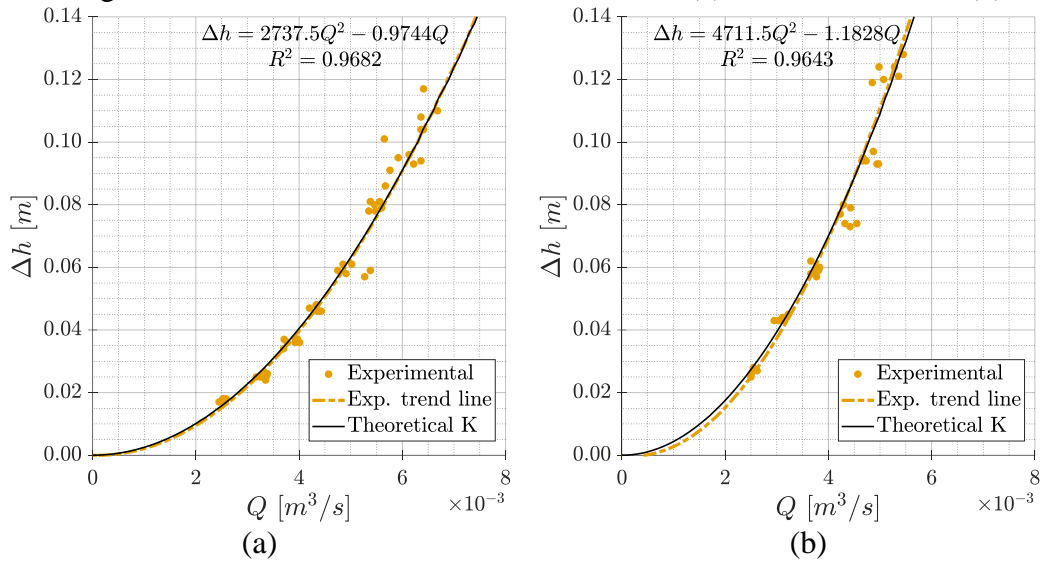 0.14
0.12
0.10
0.08
0.06
0.04
0.02
0.00
Δh [m]
Δh = 2737.5Q² − 0.9744Q
R² = 0.9682
Experimental
Exp. trend line
Theoretical K
0 2 4 6 8
Q [m³/s] ×10⁻³
(a)
0.14
0.12
0.10
0.08
0.06
0.04
0.02
0.00
Δh [m]
Δh = 4711.5Q² − 1.1828Q
R² = 0.9643
Experimental
Exp. trend line
Theoretical K
0 2 4 6 8
Q [m³/s] ×10⁻³
(b)